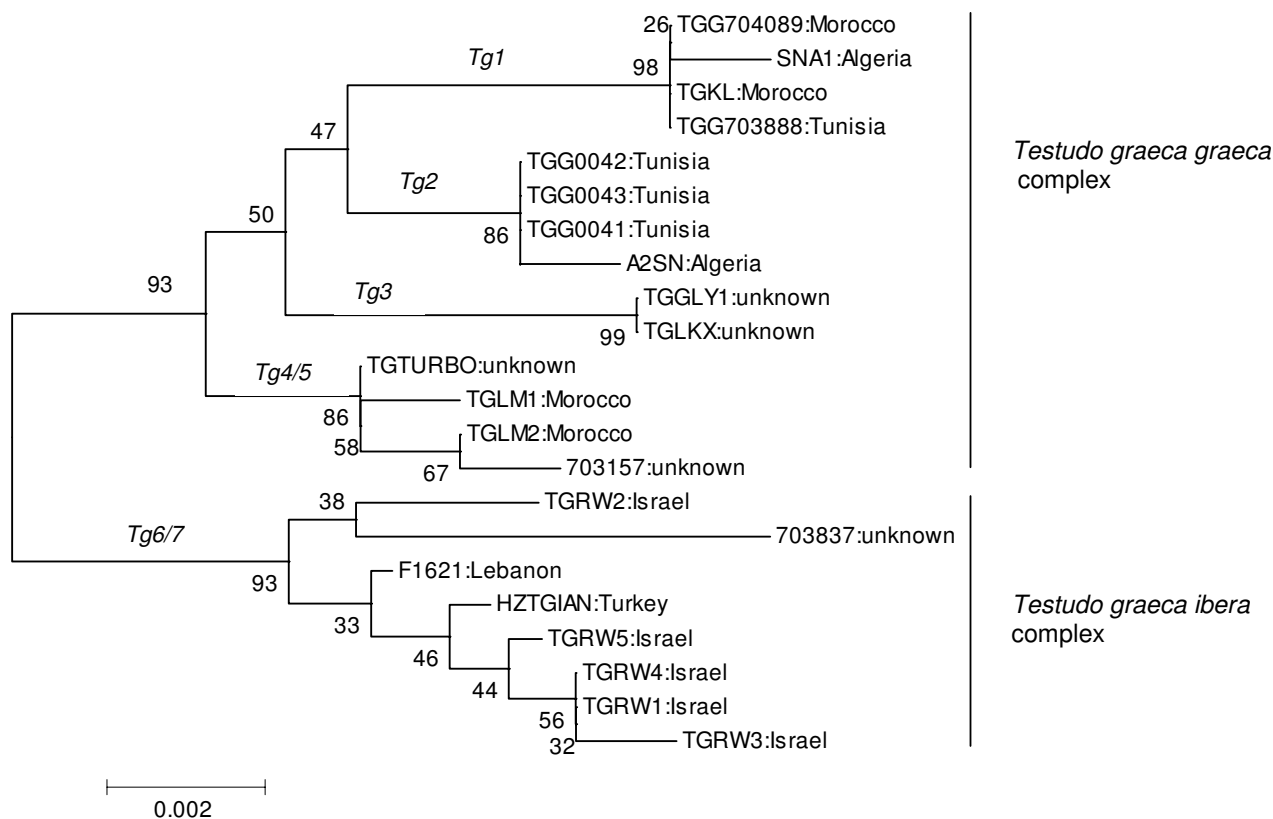 26 TGG704089:Morocco
Tg1
SNA1:Algeria
98
TGKL:Morocco
TGG703888:Tunisia
47
Testudo graeca graeca
complex
TGG0042:Tunisia
Tg2
TGG0043:Tunisia
50
TGG0041:Tunisia
86
A2SN:Algeria
93
Tg3
TGGLY1:unknown
99
TGLKX:unknown
Tg4/5
TGTURBO:unknown
86
TGLM1:Morocco
58
TGLM2:Morocco
67
703157:unknown
38
TGRW2:Israel
Tg6/7
703837:unknown
93
F1621:Lebanon
HZTGIAN:Turkey
Testudo graeca ibera
complex
33
TGRW5:Israel
46
TGRW4:Israel
44
TGRW1:Israel
56
32
TGRW3:Israel
0.002